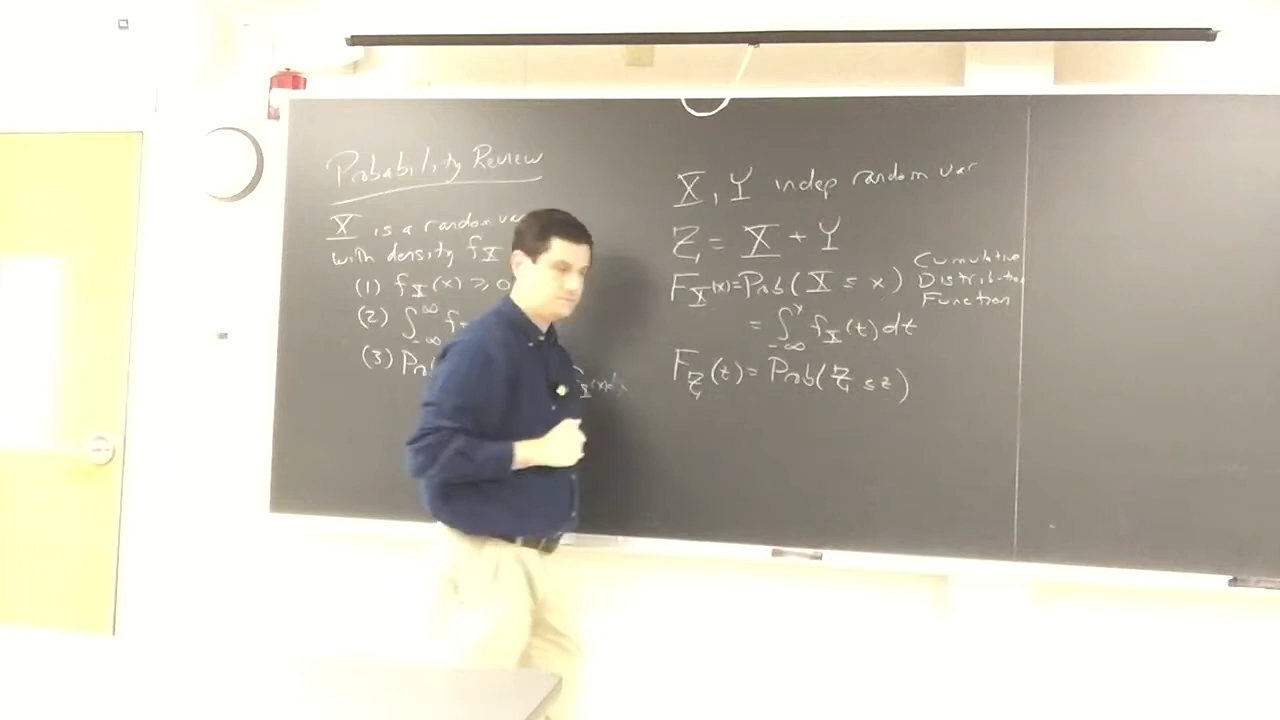 Probability Review
X is a random
with density f_X
(1) f_X(x) ≥ 0
(2) ∫_{-∞}^{∞} f
(3) Prob
X, Y indep random var
Z = X + Y
F_X(x) = Prob(X ≤ x)
Cumulative
Distribution
Function
= ∫_{-∞}^{x} f_X(t) dt
F_Z(z) = Prob(Z ≤ z)